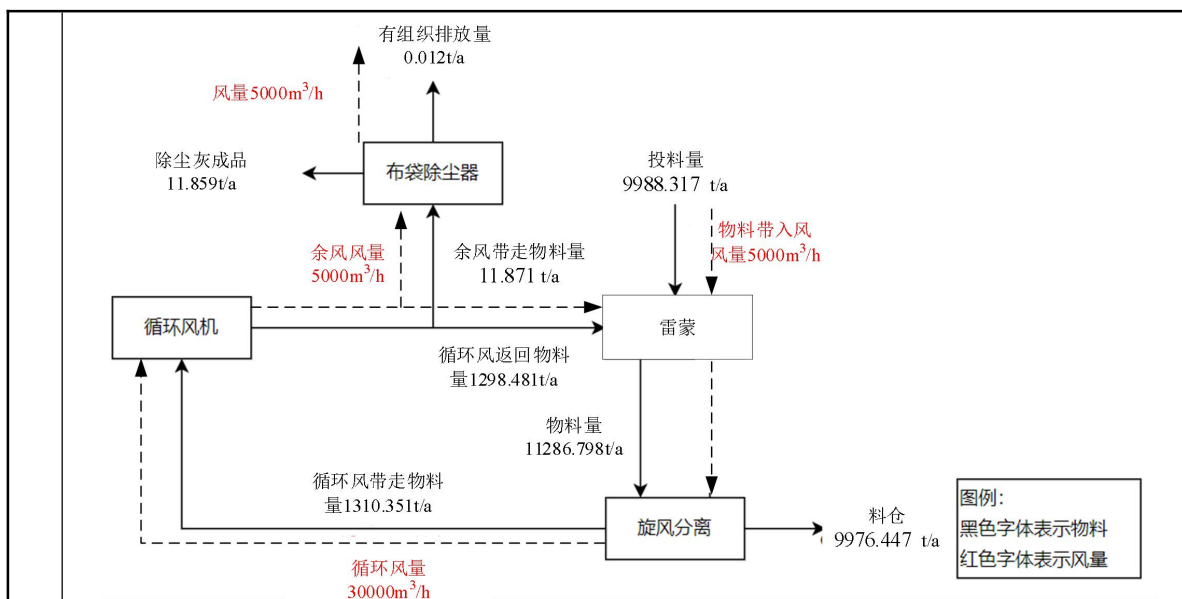 有组织排放量
0.012t/a
风量5000m³/h
除尘灰成品
11.859t/a
布袋除尘器
投料量
9988.317 t/a
余风风量
5000m³/h
余风带走物料量
11.871 t/a
物料带入风
风量5000m³/h
循环风机
雷蒙
循环风返回物料
量1298.481t/a
物料量
11286.798t/a
循环风带走物料
量1310.351t/a
旋风分离
料仓
9976.447 t/a
循环风量
30000m³/h
图例：
黑色字体表示物料
红色字体表示风量